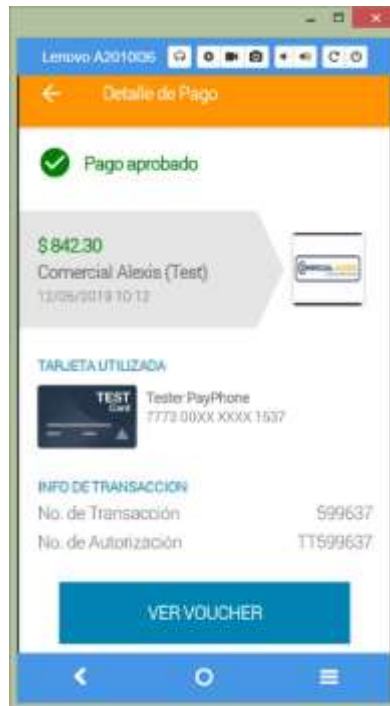 Lenovo A2010I36
Detalle de Pago
Pago aprobado
$ 842.30
Comercial Alexis (Test)
12/06/2019 10:12
TARJETA UTILIZADA
TEST
Card
Tester PayPhone
7773 00XX XXXX 1537
INFO DE TRANSACCION
No. de Transacción 599637
No. de Autorización TT599637
VER VOUCHER